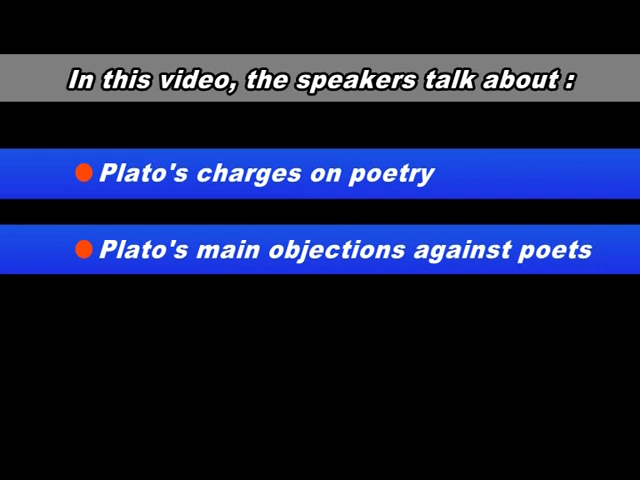 In this video, the speakers talk about :
Plato's charges on poetry
Plato's main objections against poets